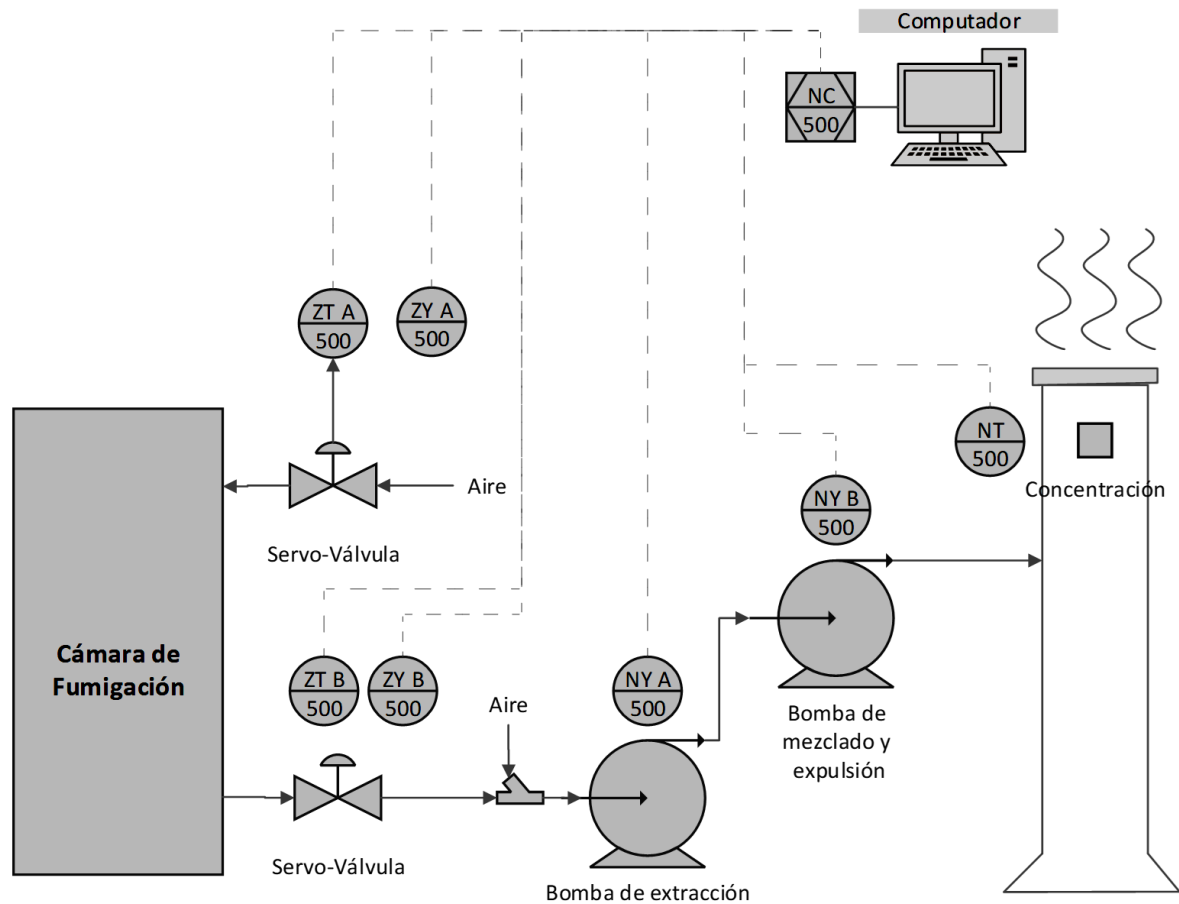 Computador
NC
500
ZT A
500
ZY A
500
NT
500
Aire
Concentración
NY B
500
Servo-Válvula
Cámara de
Fumigación
ZT B
500
ZY B
500
NY A
500
Aire
Bomba de
mezclado y
expulsión
Servo-Válvula
Bomba de extracción